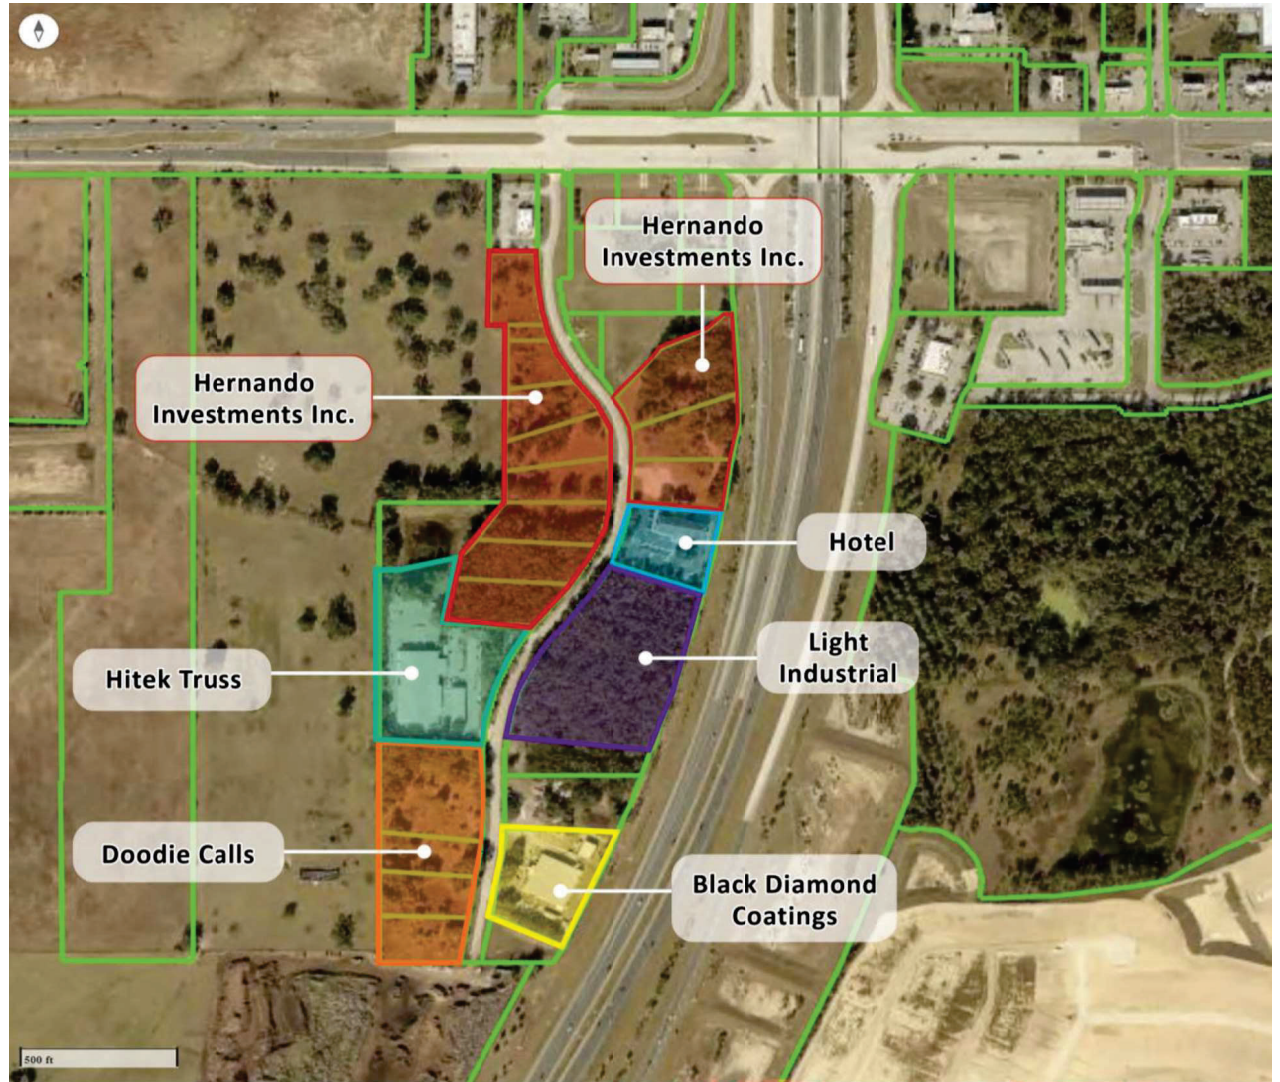 Hernando
Investments Inc.
Hernando
Investments Inc.
Hotel
Light
Industrial
Hitek Truss
Doodie Calls
Black Diamond
Coatings
500 ft